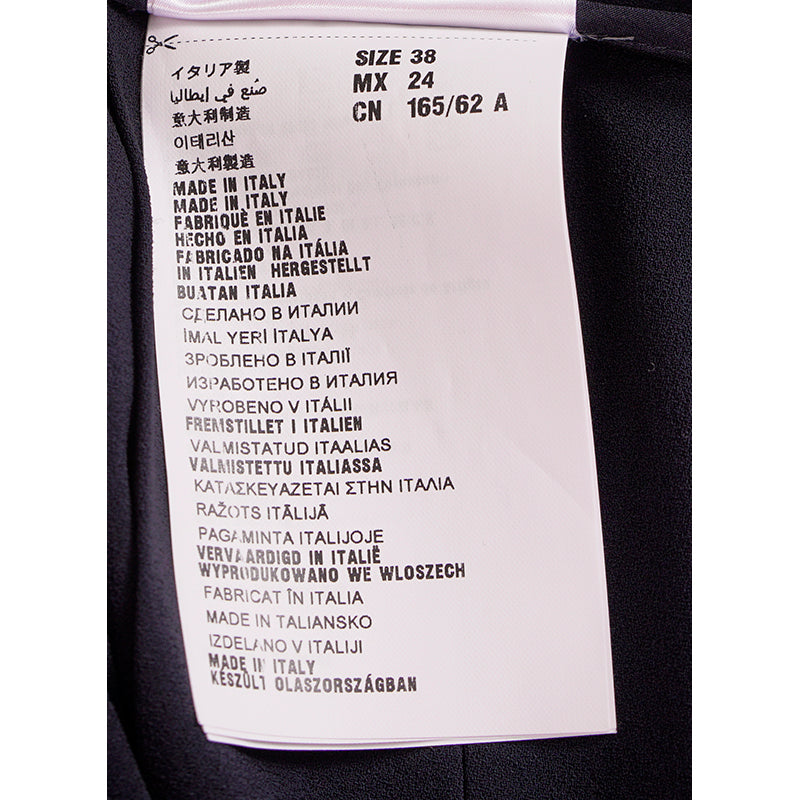 SIZE 38
MX 24
CN 165/62 A
イタリア製
صُنع في إيطاليا
意大利制造
이태리산
意大利製造
MADE IN ITALY
MADE IN ITALY
FABRIQUÈ EN ITALIE
HECHO EN ITALIA
FABRICADO NA ITÁLIA
IN ITALIEN HERGESTELLT
BUATAN ITALIA
СДЕЛАНО В ИТАЛИИ
İMAL YERİ İTALYA
ЗРОБЛЕНО В ІТАЛІЇ
ИЗРАБОТЕНО В ИТАЛИЯ
VYROBENO V ITÁLII
FREMSTILLET I ITALIEN
VALMISTATUD ITAALIAS
VALMISTETTU ITALIASSA
ΚΑΤΑΣΚΕΥΑΖΕΤΑΙ ΣΤΗΝ ΙΤΑΛΙΑ
RAŽOTS ITĀLIJĀ
PAGAMINTA ITALIJOJE
VERVAARDIGD IN ITALIË
WYPRODUKOWANO WE WLOSZECH
FABRICAT ÎN ITALIA
MADE IN TALIANSKO
IZDELANO V ITALIJI
MADE IN ITALY
KÉSZÜLT OLASZORSZÁGBAN